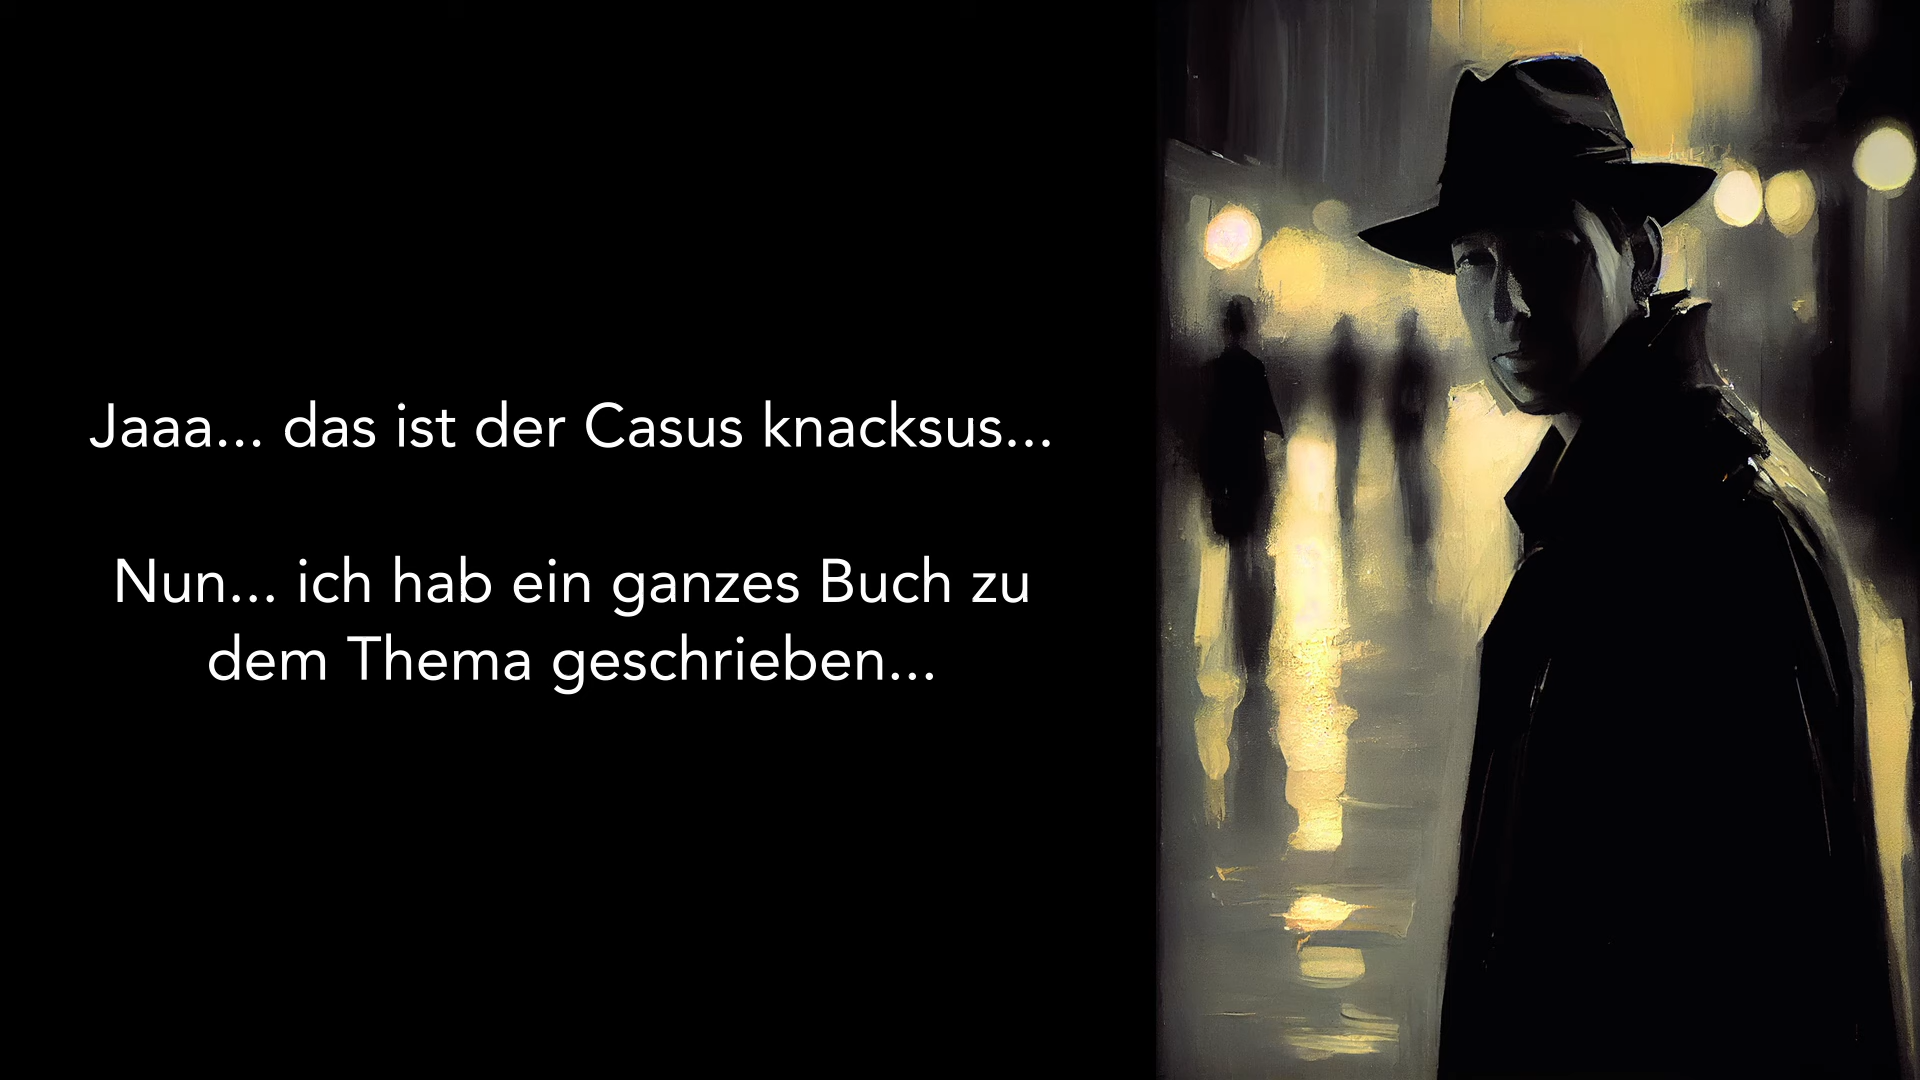 Jaaa... das ist der Casus knacksus...
Nun... ich hab ein ganzes Buch zu
dem Thema geschrieben...